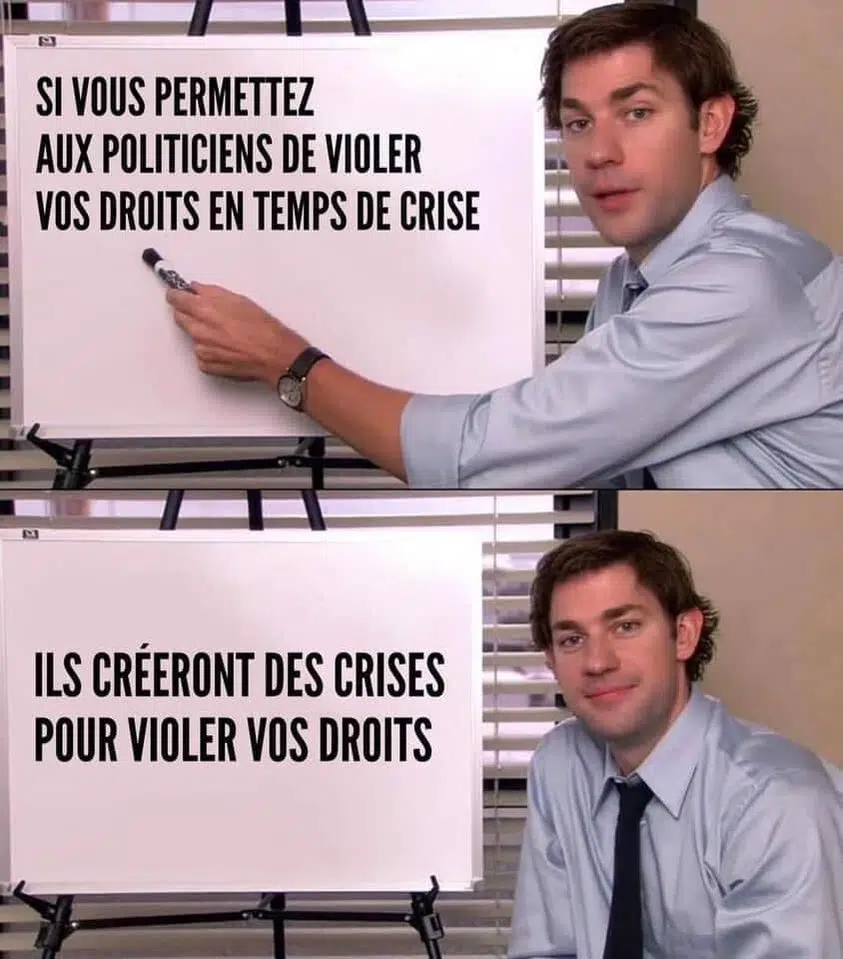 SI VOUS PERMETTEZ
AUX POLITICIENS DE VIOLER
VOS DROITS EN TEMPS DE CRISE
ILS CRÉERONT DES CRISES
POUR VIOLER VOS DROITS